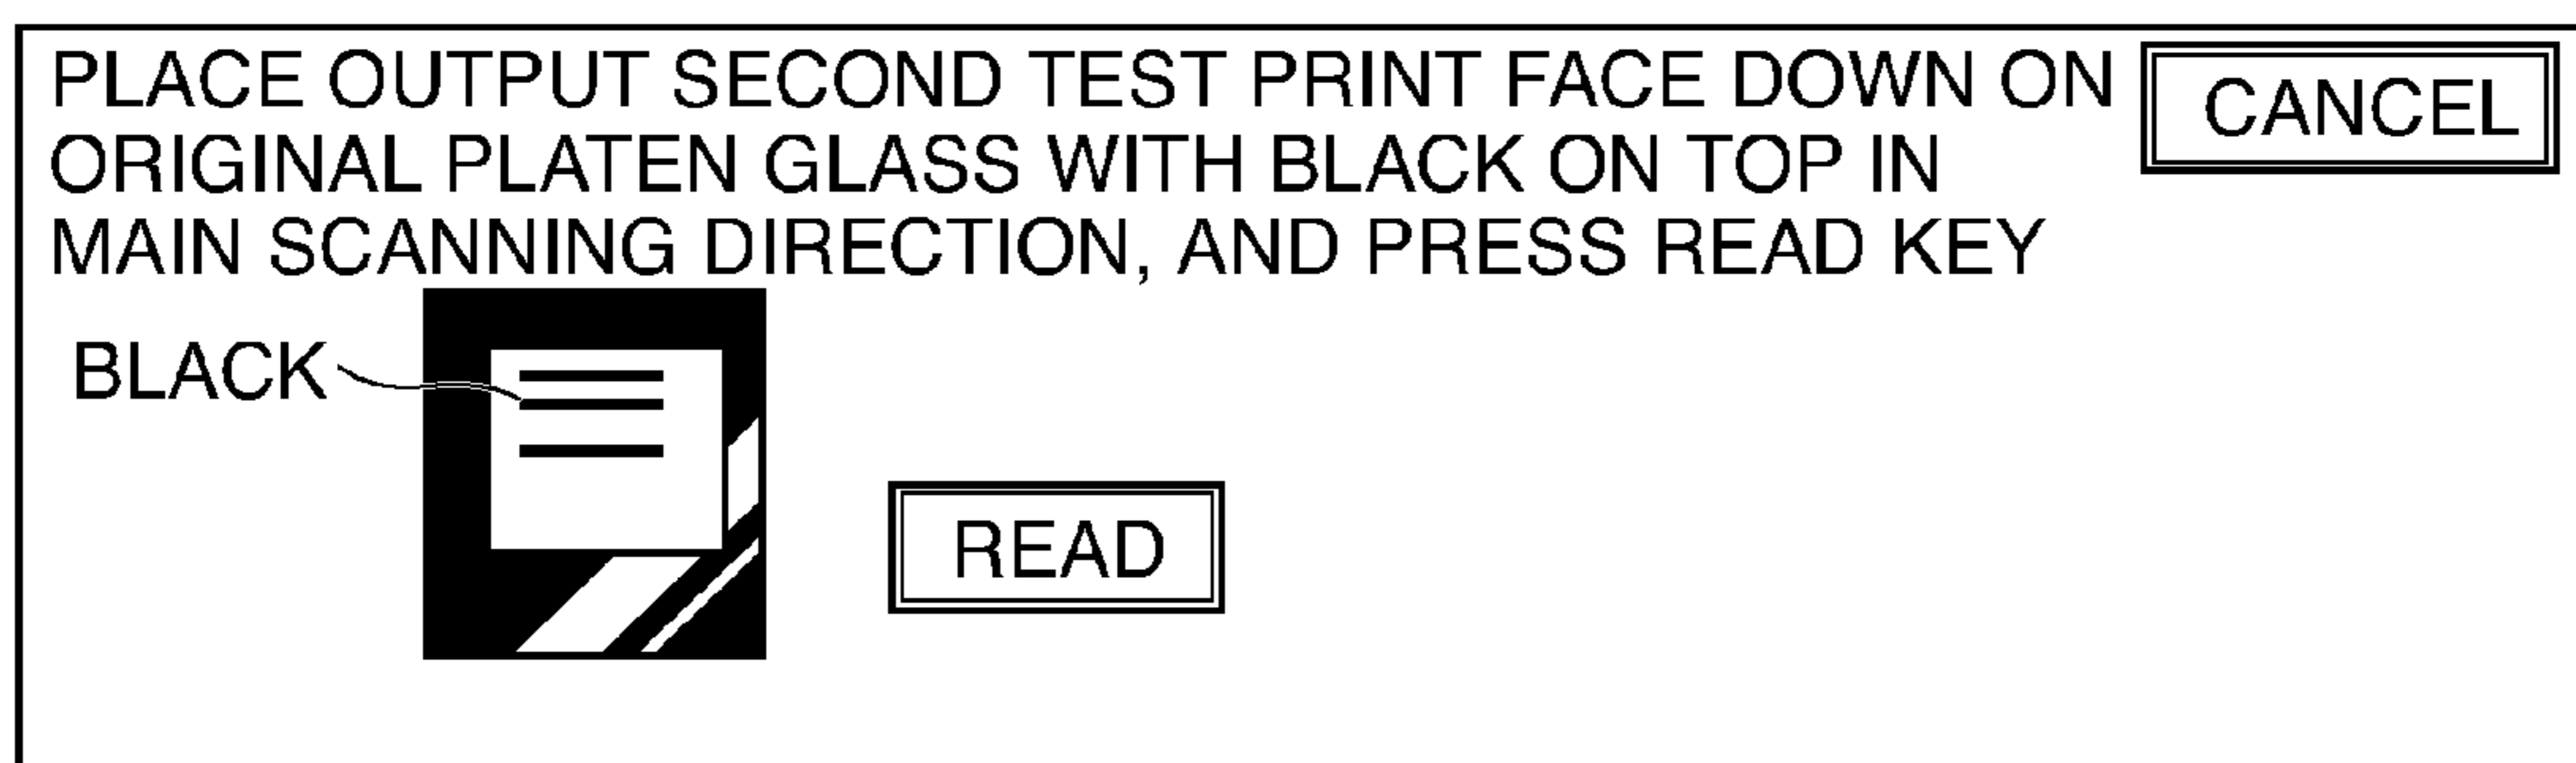 PLACE OUTPUT SECOND TEST PRINT FACE DOWN ON
ORIGINAL PLATEN GLASS WITH BLACK ON TOP IN
MAIN SCANNING DIRECTION, AND PRESS READ KEY
CANCEL
BLACK
READ